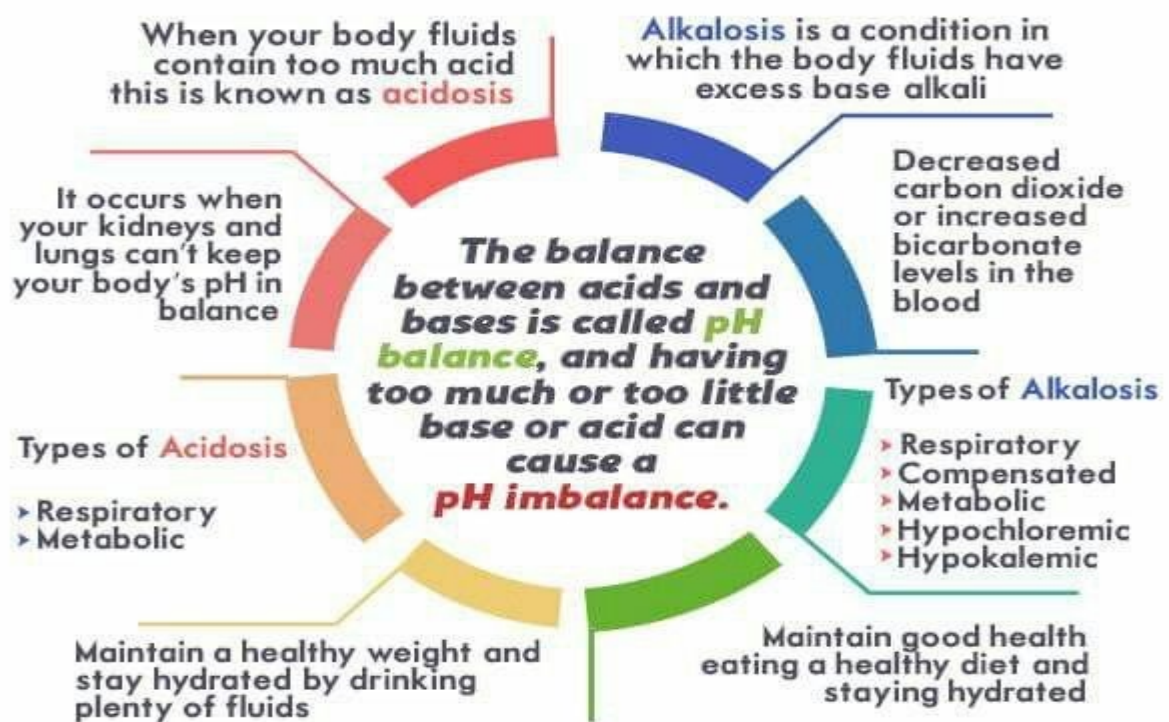 When your body fluids
contain too much acid
this is known as acidosis
Alkalosis is a condition in
which the body fluids have
excess base alkali
It occurs when
your kidneys and
lungs can't keep
your body's pH in
balance
Decreased
carbon dioxide
or increased
bicarbonate
levels in the
blood
The balance
between acids and
bases is called pH
balance, and having
too much or too little
base or acid can
cause a
pH imbalance.
Types of Acidosis
Respiratory
Metabolic
Types of Alkalosis
Respiratory
Compensated
Metabolic
Hypochloremic
Hypokalemic
Maintain a healthy weight and
stay hydrated by drinking
plenty of fluids
Maintain good health
eating a healthy diet and
staying hydrated